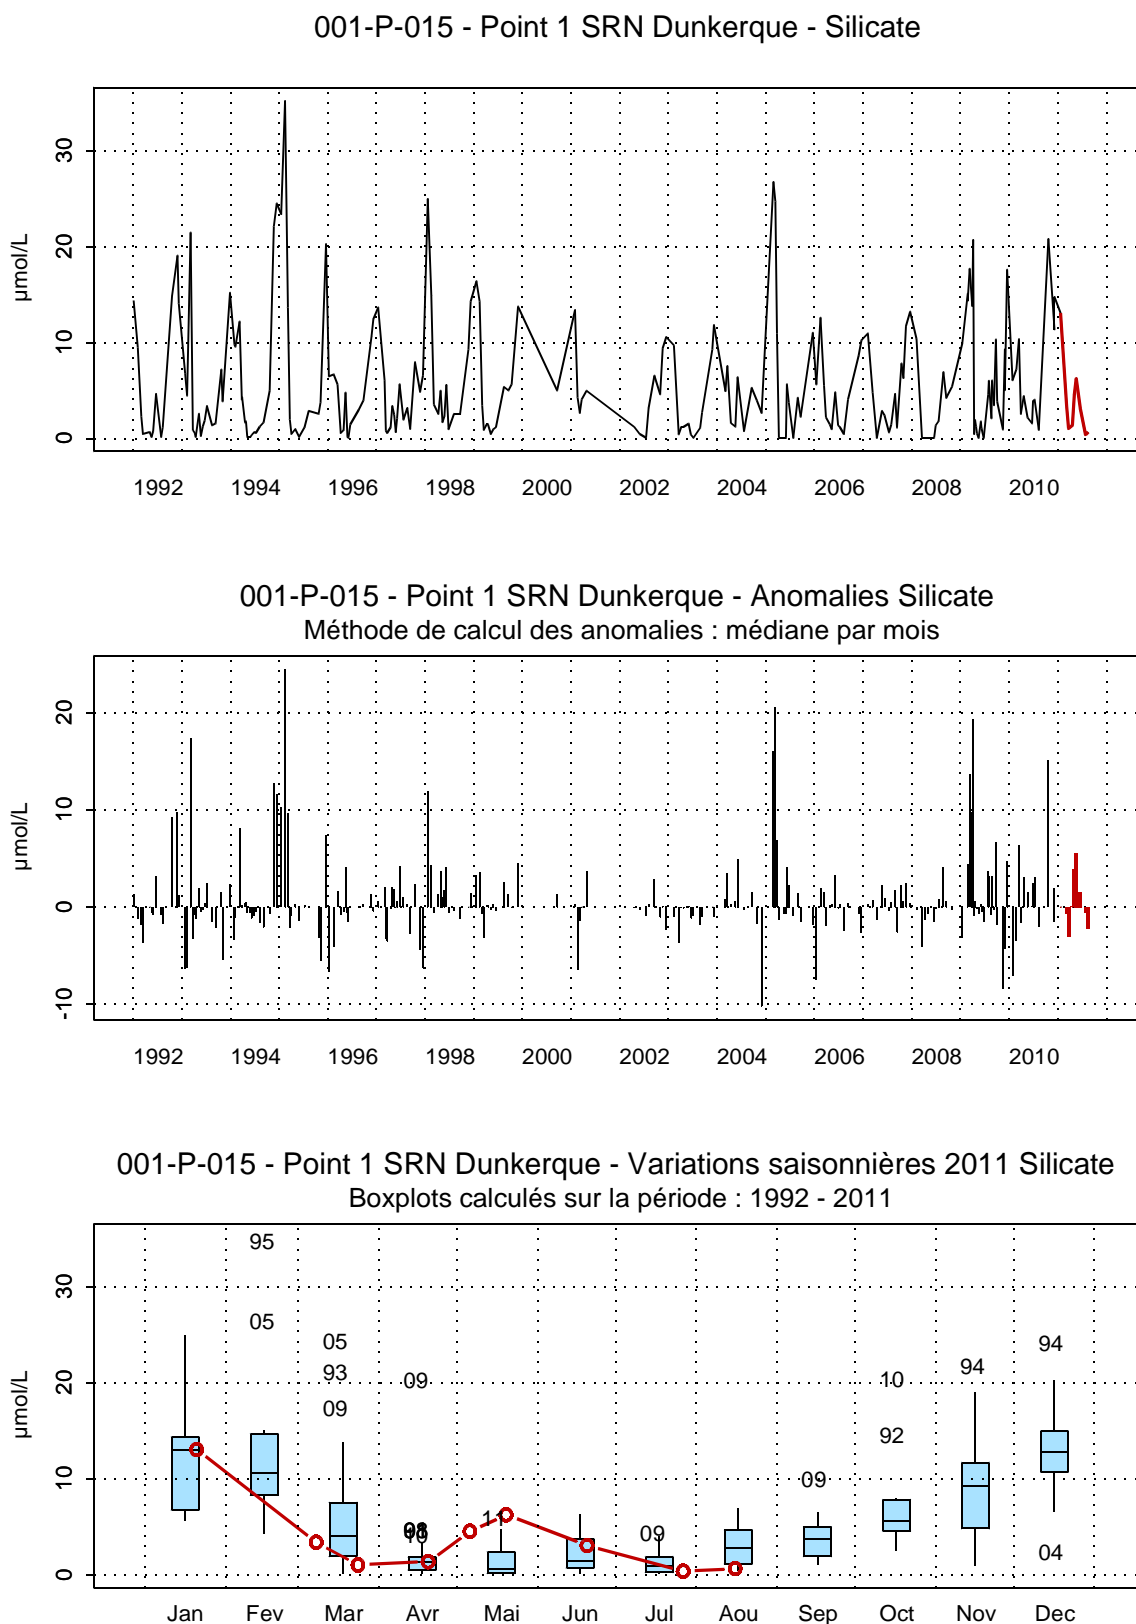 001-P-015 - Point 1 SRN Dunkerque - Silicate
30
20
10
0
µmol/L
1992 1994 1996 1998 2000 2002 2004 2006 2008 2010
001-P-015 - Point 1 SRN Dunkerque - Anomalies Silicate
Méthode de calcul des anomalies : médiane par mois
20
10
0
-10
µmol/L
1992 1994 1996 1998 2000 2002 2004 2006 2008 2010
001-P-015 - Point 1 SRN Dunkerque - Variations saisonnières 2011 Silicate
Boxplots calculés sur la période : 1992 - 2011
30
20
10
0
µmol/L
95
05
05
93
09
09
11
09
09
10
92
94
94
04
Jan Fev Mar Avr Mai Jun Jul Aou Sep Oct Nov Dec